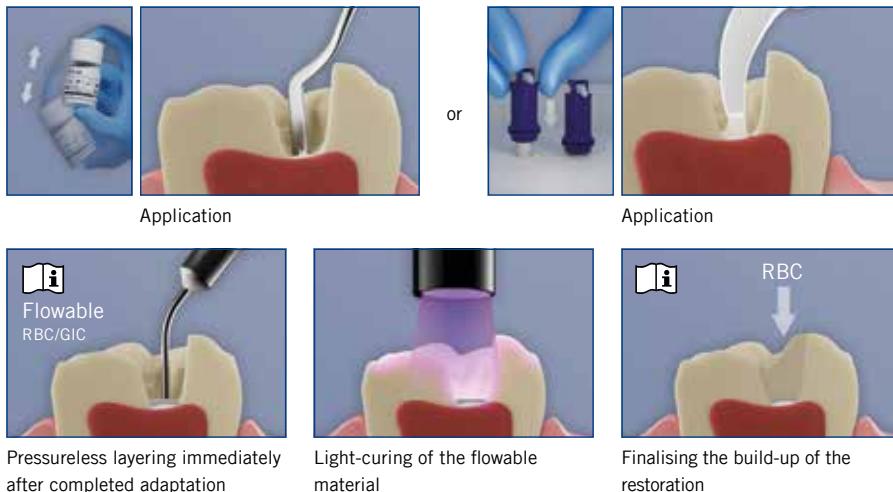 or
Application
Application
Flowable
RBC/GIC
RBC
Pressureless layering immediately
after completed adaptation
Light-curing of the flowable
material
Finalising the build-up of the
restoration